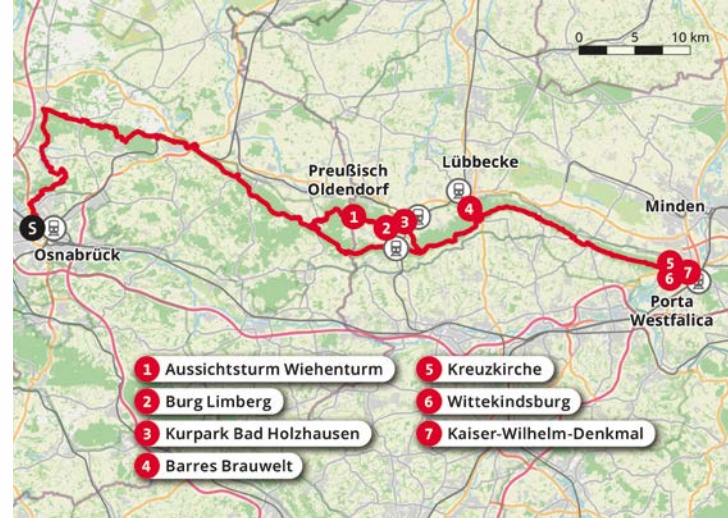 0 5 10 km
Preußisch
Oldendorf
Lübbecke
Minden
S
Osnabrück
1
2
3
4
5
6
7
Porta
Westfalica
1 Aussichtsturm Wiehenturm
2 Burg Limberg
3 Kurpark Bad Holzhausen
4 Barres Brauwelt
5 Kreuzkirche
6 Wittekindsburg
7 Kaiser-Wilhelm-Denkmal